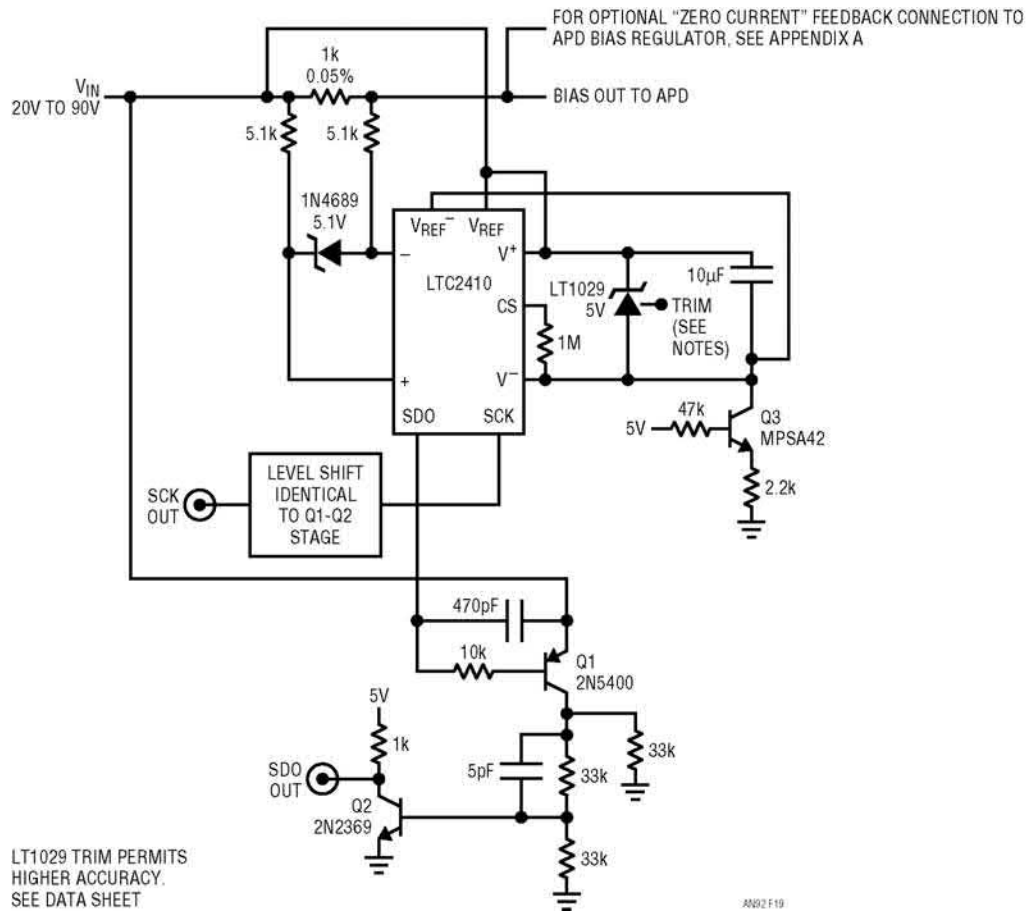 FOR OPTIONAL “ZERO CURRENT” FEEDBACK CONNECTION TO
APD BIAS REGULATOR, SEE APPENDIX A
1k
0.05%
VIN
20V TO 90V
BIAS OUT TO APD
5.1k
5.1k
1N4689
5.1V
VREF–
VREF
–
V+
LTC2410
10µF
LT1029
5V
CS
TRIM
(SEE
NOTES)
1M
+
V–
SDO
SCK
47k
5V
Q3
MPSA42
2.2k
LEVEL SHIFT
IDENTICAL
TO Q1-Q2
STAGE
SCK
OUT
470pF
10k
Q1
2N5400
5V
1k
33k
5pF
33k
SDO
OUT
Q2
2N2369
33k
LT1029 TRIM PERMITS
HIGHER ACCURACY.
SEE DATA SHEET
AN92 F19